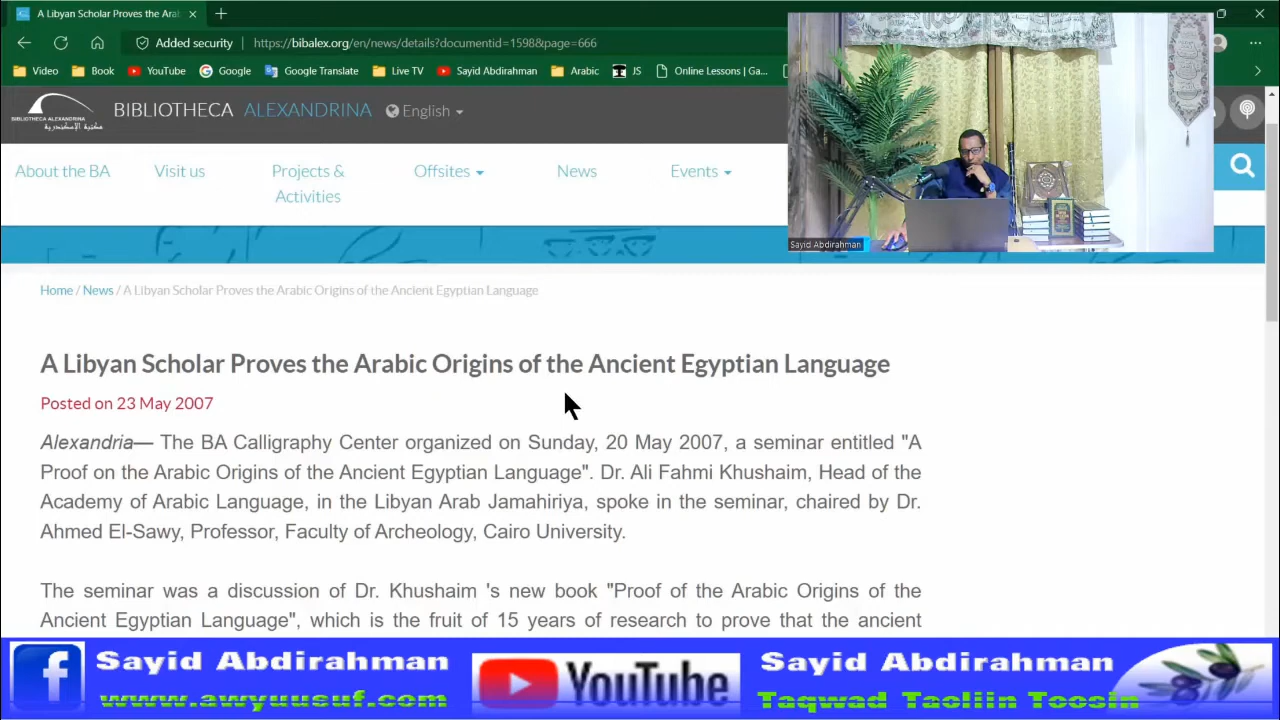 A Libyan Scholar Proves the Arab
Added security
https://bibalex.org/en/news/details?documentid=1598&page=666
Video
Book
YouTube
Google
Google Translate
Live TV
Sayid Abdirahman
Arabic
JS
Online Lessons | Ga...
BIBLIOTHECA ALEXANDRINA
مكتبة الإسكندرية
BIBLIOTHECA ALEXANDRINA
English
About the BA
Visit us
Projects &
Activities
Offsites
News
Events
Sayid Abdirahman
Home / News / A Libyan Scholar Proves the Arabic Origins of the Ancient Egyptian Language
A Libyan Scholar Proves the Arabic Origins of the Ancient Egyptian Language
Posted on 23 May 2007
Alexandria— The BA Calligraphy Center organized on Sunday, 20 May 2007, a seminar entitled "A
Proof on the Arabic Origins of the Ancient Egyptian Language". Dr. Ali Fahmi Khushaim, Head of the
Academy of Arabic Language, in the Libyan Arab Jamahiriya, spoke in the seminar, chaired by Dr.
Ahmed El-Sawy, Professor, Faculty of Archeology, Cairo University.
The seminar was a discussion of Dr. Khushaim 's new book "Proof of the Arabic Origins of the
Ancient Egyptian Language", which is the fruit of 15 years of research to prove that the ancient
Sayid Abdirahman
www.awyuusuf.com
YouTube
Sayid Abdirahman
Taqwad Taoliin Toosin